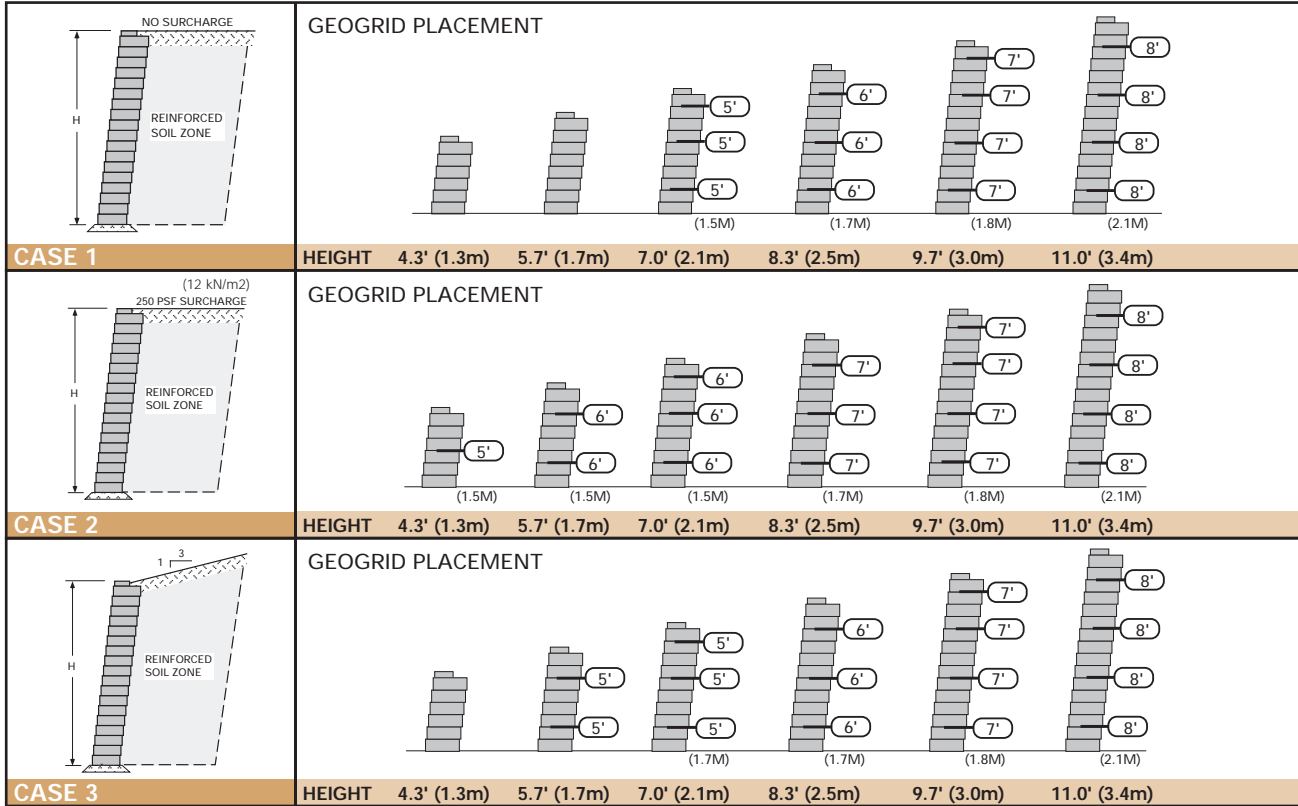 NO SURCHARGE
H
REINFORCED
SOIL ZONE
CASE 1
GEOGRID PLACEMENT
5' 5' 5'
6' 6' 6'
7' 7' 7' 7'
8' 8' 8' 8'
(1.5M) (1.7M) (1.8M) (2.1M)
HEIGHT 4.3' (1.3m) 5.7' (1.7m) 7.0' (2.1m) 8.3' (2.5m) 9.7' (3.0m) 11.0' (3.4m)
(12 kN/m2)
250 PSF SURCHARGE
H
REINFORCED
SOIL ZONE
CASE 2
GEOGRID PLACEMENT
5'
6' 6'
6' 6' 6'
7' 7' 7'
7' 7' 7' 7'
8' 8' 8' 8'
(1.5M) (1.5M) (1.5M) (1.7M) (1.8M) (2.1M)
HEIGHT 4.3' (1.3m) 5.7' (1.7m) 7.0' (2.1m) 8.3' (2.5m) 9.7' (3.0m) 11.0' (3.4m)
1 3
H
REINFORCED
SOIL ZONE
CASE 3
GEOGRID PLACEMENT
5' 5'
5' 5' 5'
6' 6' 6'
7' 7' 7' 7'
8' 8' 8' 8'
(1.7M) (1.7M) (1.8M) (2.1M)
HEIGHT 4.3' (1.3m) 5.7' (1.7m) 7.0' (2.1m) 8.3' (2.5m) 9.7' (3.0m) 11.0' (3.4m)